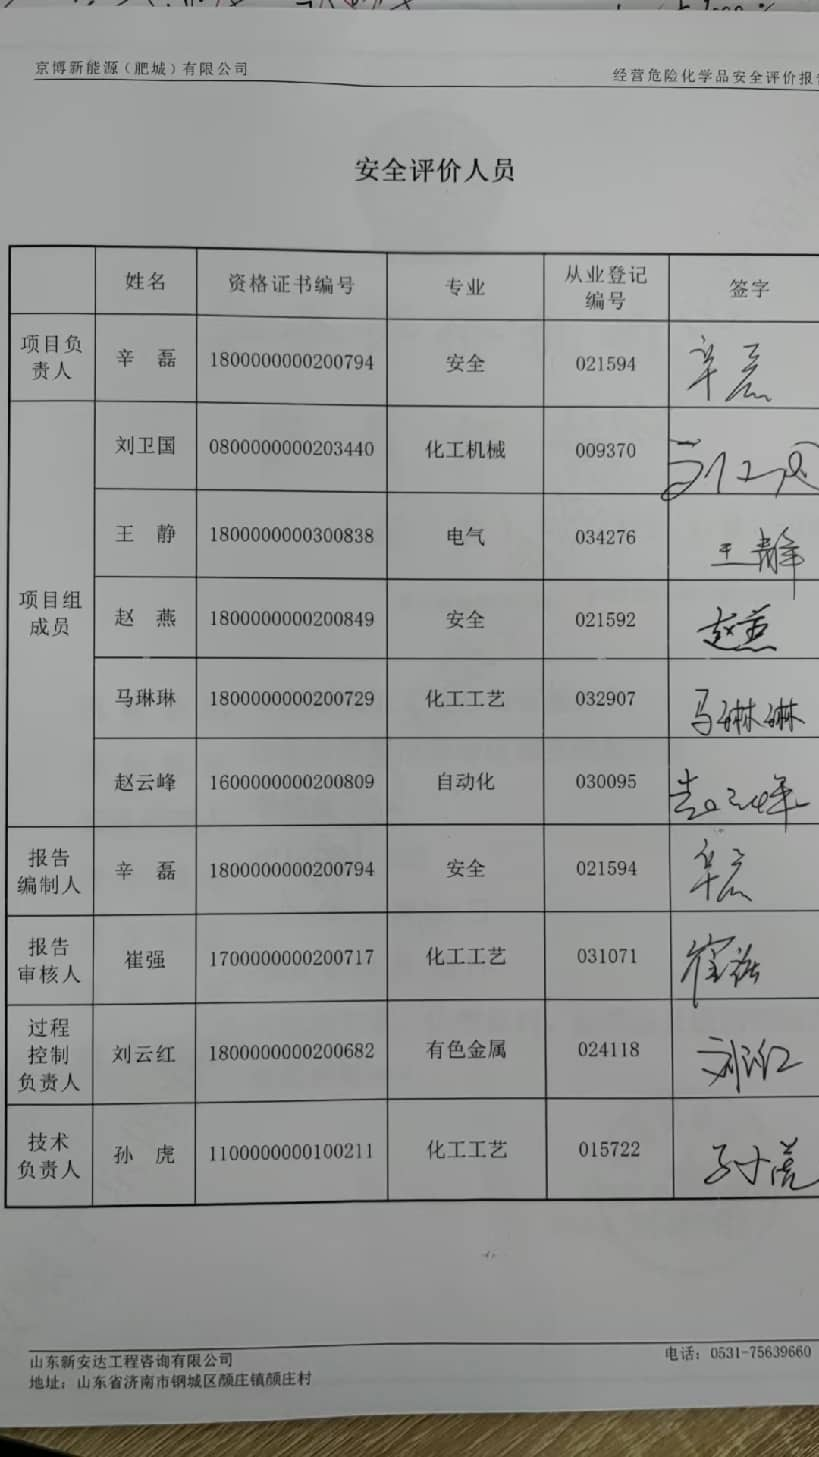 京博新能源（肥城）有限公司
经营危险化学品安全评价报告
安全评价人员
姓名 资格证书编号 专业 从业登记编号 签字
项目负责人 辛 磊 1800000000200794 安全 021594 辛磊
项目组成员
刘卫国 0800000000203440 化工机械 009370 刘卫国
王 静 1800000000300838 电气 034276 王静
赵 燕 1800000000200849 安全 021592 赵燕
马琳琳 1800000000200729 化工工艺 032907 马琳琳
赵云峰 1600000000200809 自动化 030095 赵云峰
报告编制人 辛 磊 1800000000200794 安全 021594 辛磊
报告审核人 崔强 1700000000200717 化工工艺 031071 崔强
过程控制负责人 刘云红 1800000000200682 有色金属 024118 刘云红
技术负责人 孙 虎 1100000000100211 化工工艺 015722 孙虎
山东新安达工程咨询有限公司
电话：0531-75639660
地址：山东省济南市钢城区颜庄镇颜庄村